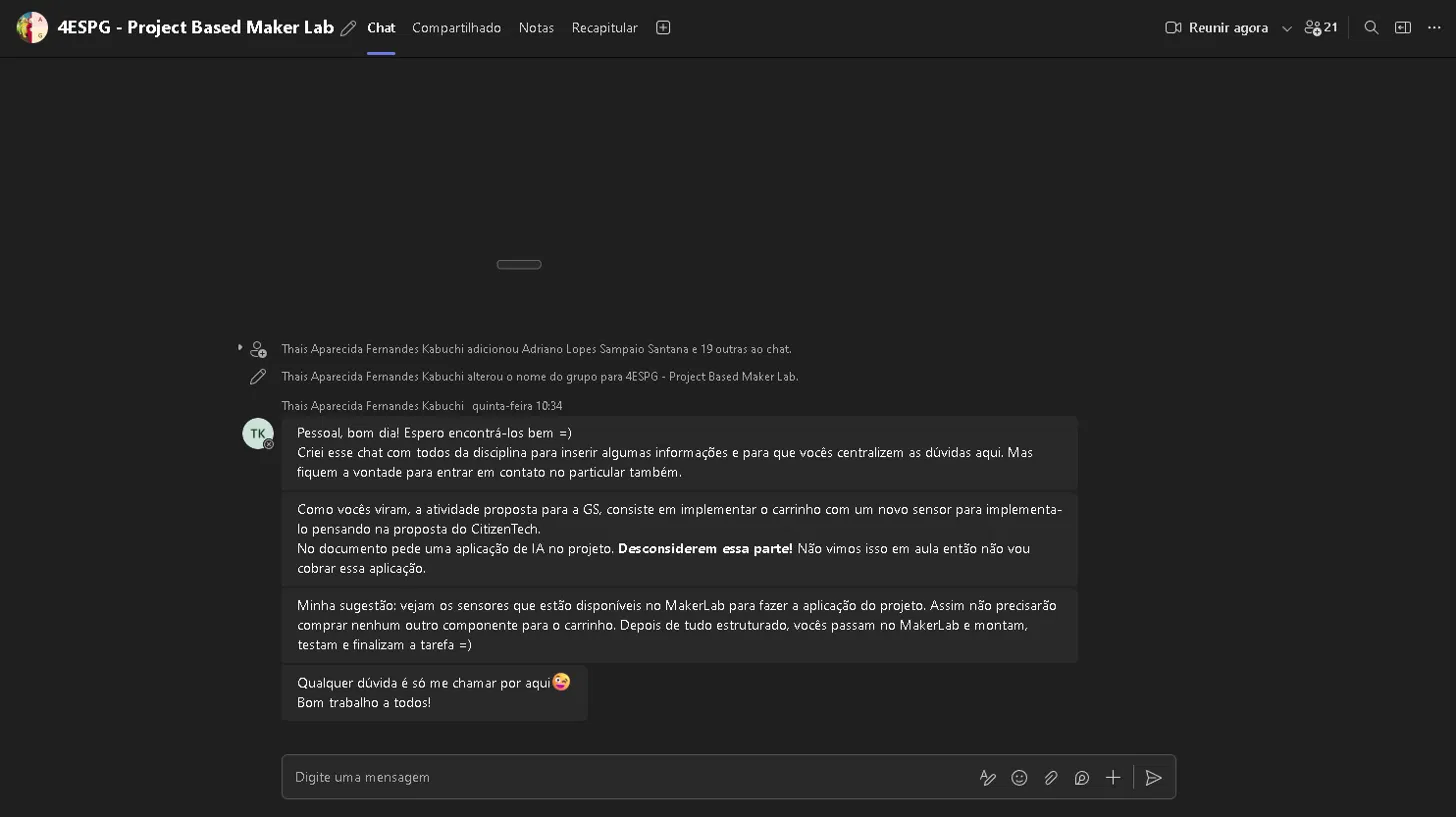 4ESPG - Project Based Maker Lab Chat Compartilhado Notas Recapitular Reunir agora 21
Thais Aparecida Fernandes Kabuchi adicionou Adriano Lopes Sampaio Santana e 19 outras ao chat.
Thais Aparecida Fernandes Kabuchi alterou o nome do grupo para 4ESPG - Project Based Maker Lab.
Thais Aparecida Fernandes Kabuchi quinta-feira 10:34
TK
Pessoal, bom dia! Espero encontrá-los bem =)
Criei esse chat com todos da disciplina para inserir algumas informações e para que vocês centralizem as dúvidas aqui. Mas
fiquem a vontade para entrar em contato no particular também.
Como vocês viram, a atividade proposta para a GS, consiste em implementar o carrinho com um novo sensor para implementa-
lo pensando na proposta do CitizenTech.
No documento pede uma aplicação de IA no projeto. Desconsiderem essa parte! Não vimos isso em aula então não vou
cobrar essa aplicação.
Minha sugestão: vejam os sensores que estão disponíveis no MakerLab para fazer a aplicação do projeto. Assim não precisarão
comprar nenhum outro componente para o carrinho. Depois de tudo estruturado, vocês passam no MakerLab e montam,
testam e finalizam a tarefa =)
Qualquer dúvida é só me chamar por aqui😜
Bom trabalho a todos!
Digite uma mensagem